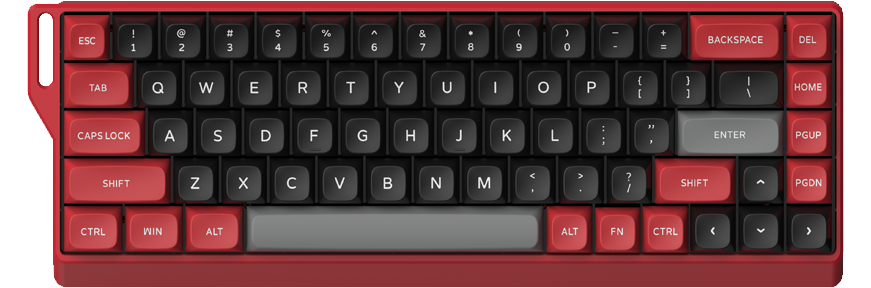 ESC ! 1 @ 2 # 3 $ 4 % 5 ^ 6 & 7 * 8 ( 9 ) 0 – - + = BACKSPACE DEL
TAB Q W E R T Y U I O P { [ } ] | \ HOME
CAPS LOCK A S D F G H J K L : ; ” ’ ENTER PGUP
SHIFT Z X C V B N M < , > . ? / SHIFT ^ PGDN
CTRL WIN ALT ALT FN CTRL ‹ ⌄ ›